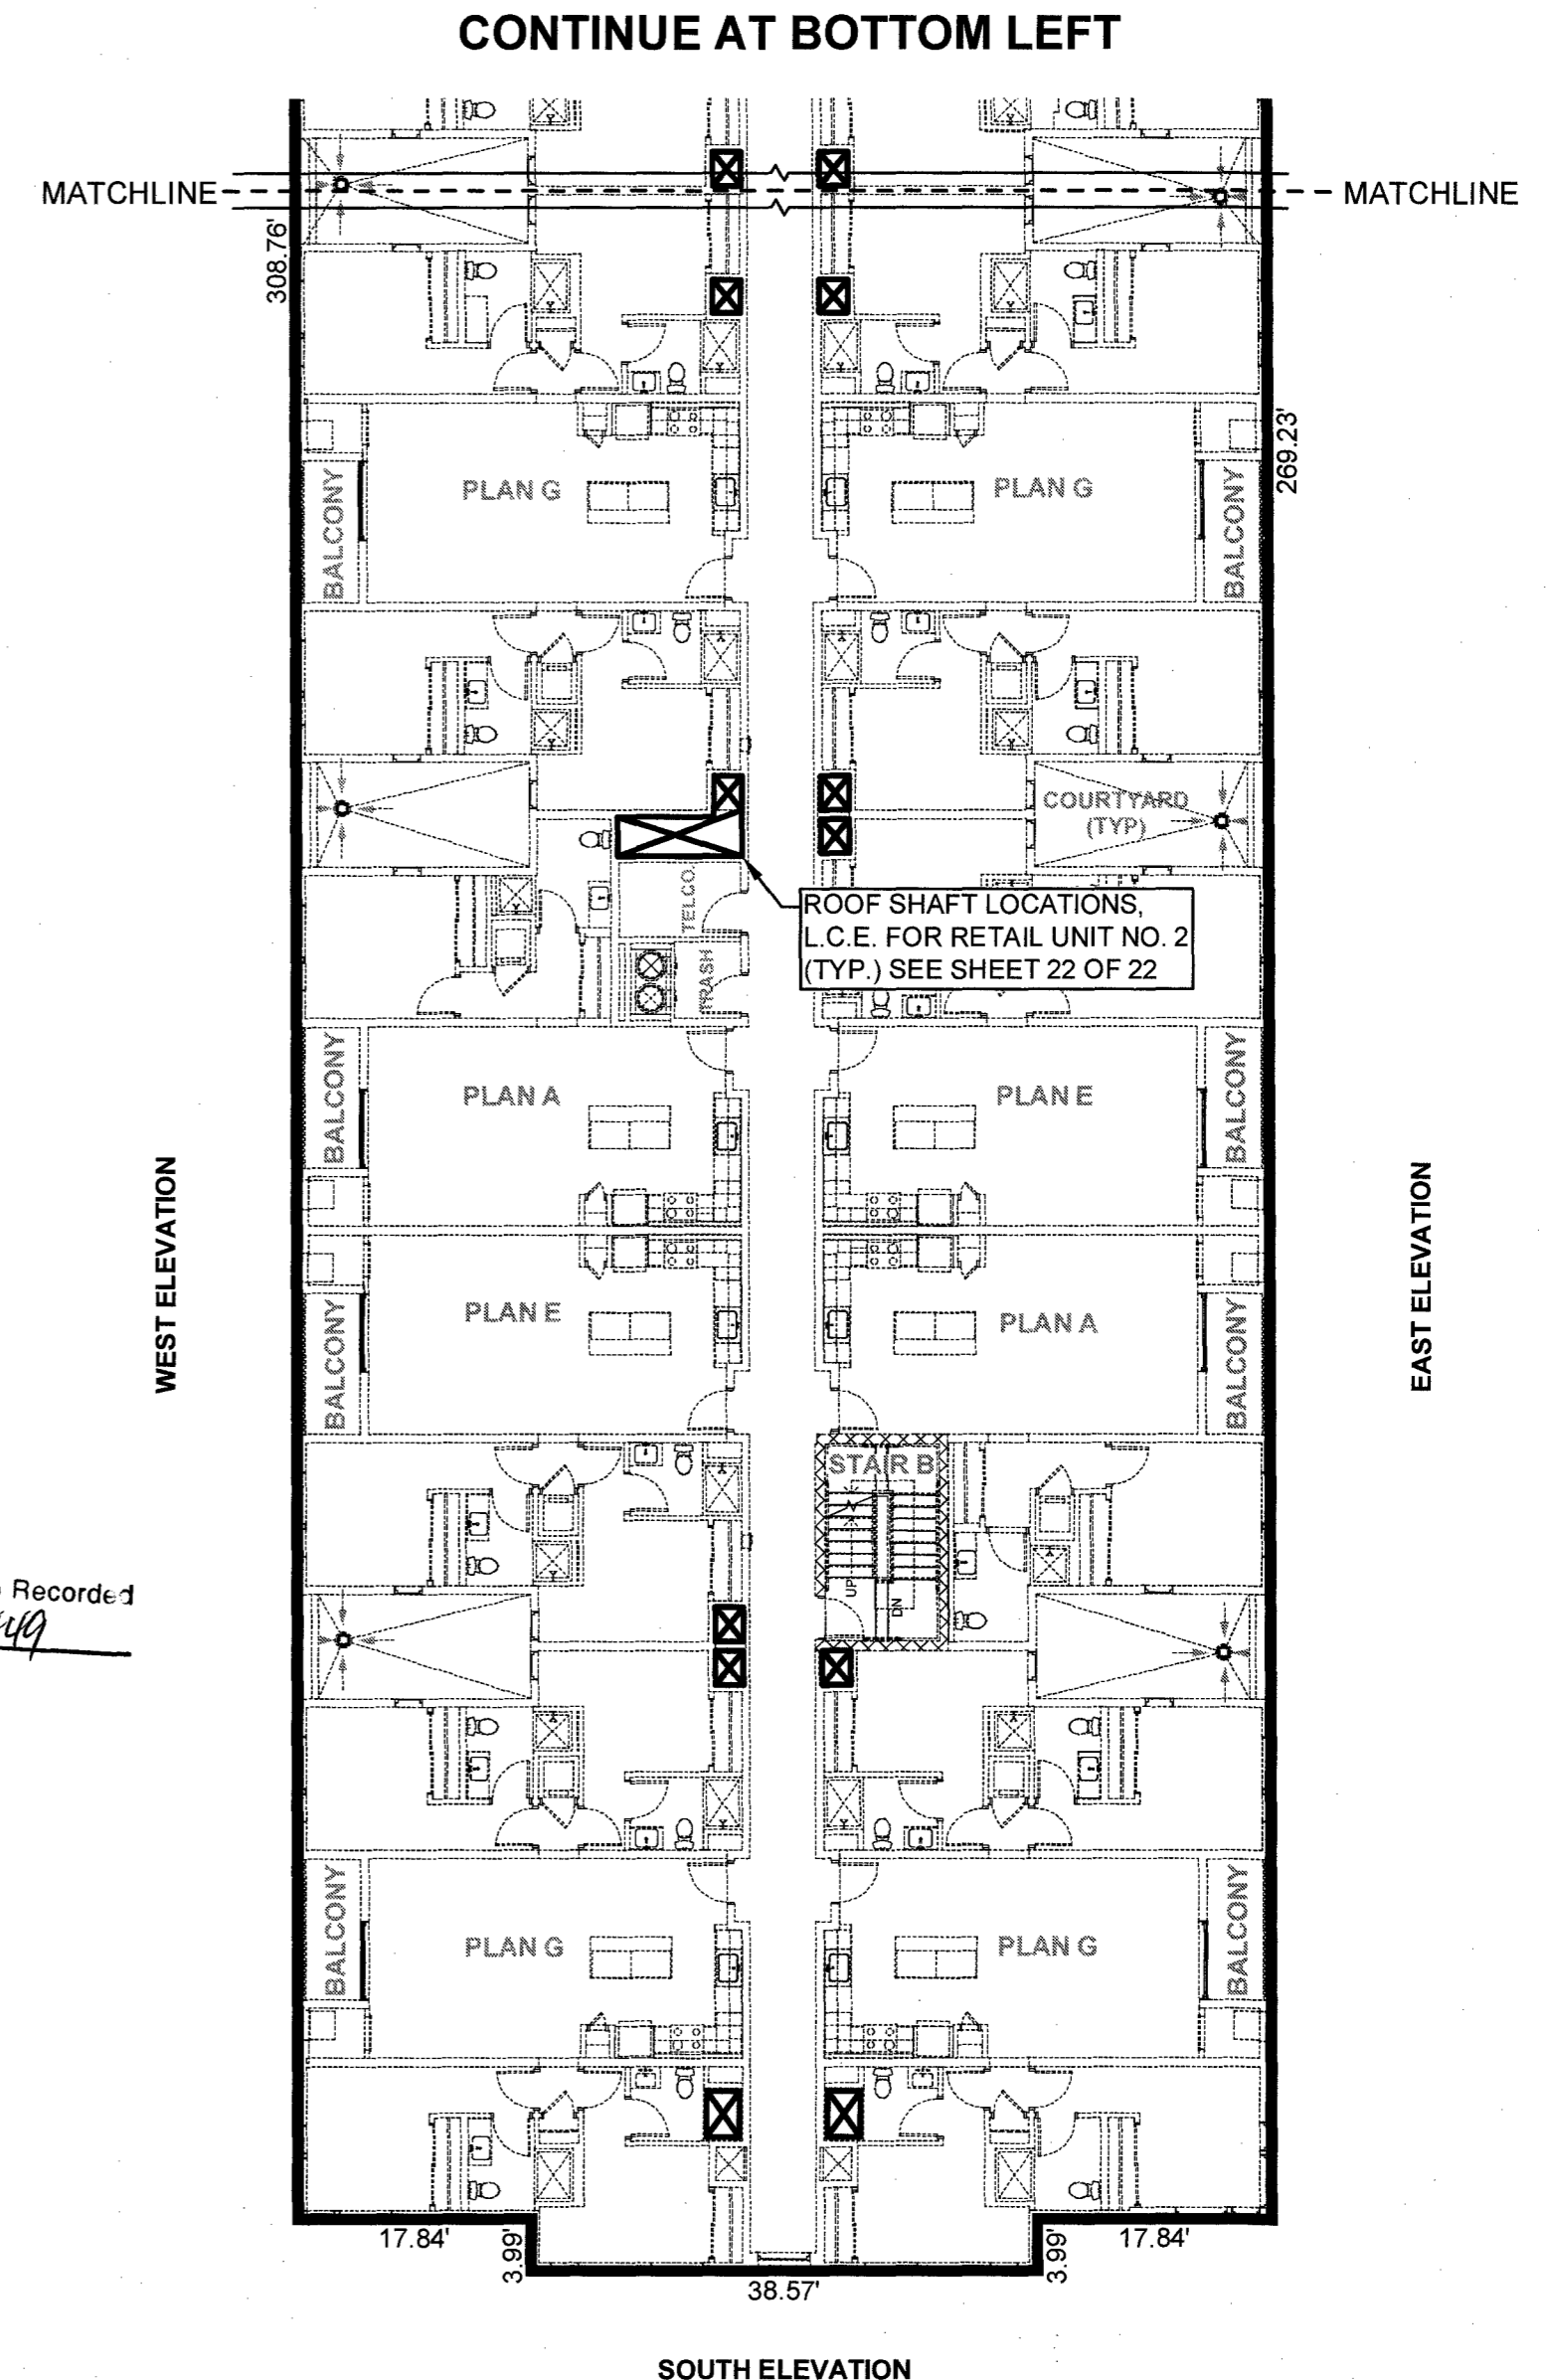 CONTINUE AT BOTTOM LEFT
MATCHLINE
MATCHLINE
308.76'
269.23'
PLAN G
PLAN G
BALCONY
BALCONY
COURTYARD
(TYP)
TELCO.
TRASH
ROOF SHAFT LOCATIONS,
L.C.E. FOR RETAIL UNIT NO. 2
(TYP.) SEE SHEET 22 OF 22
BALCONY
PLAN A
PLAN E
BALCONY
WEST ELEVATION
EAST ELEVATION
BALCONY
PLAN E
PLAN A
BALCONY
STAIR B
UP
DN
Recorded
449
BALCONY
PLAN G
PLAN G
BALCONY
17.84'
3.99'
38.57'
3.99'
17.84'
SOUTH ELEVATION